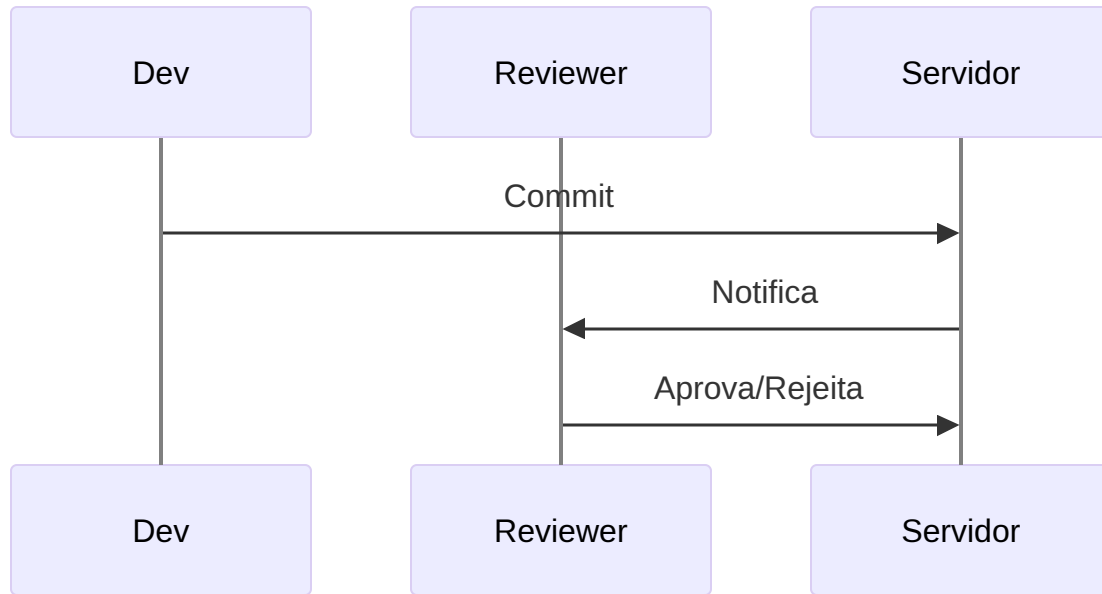 Dev
Reviewer
Servidor
Commit
Notifica
Aprova/Rejeita
Dev
Reviewer
Servidor